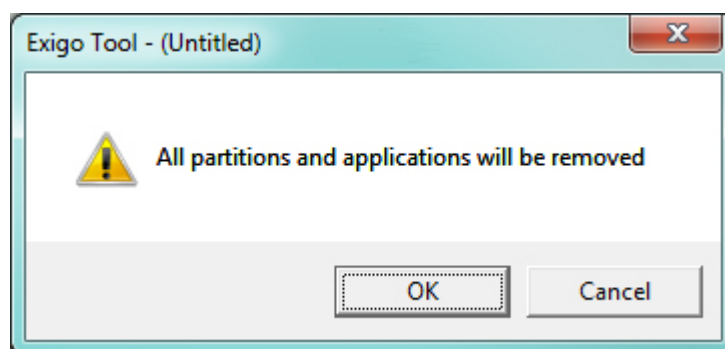 Exigo Tool - (Untitled)
All partitions and applications will be removed
OK
Cancel